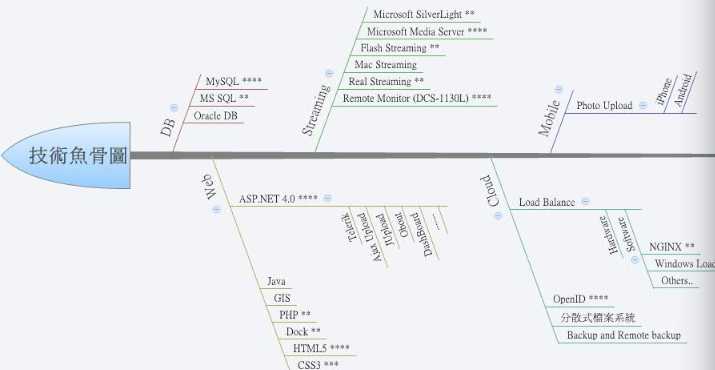 技術魚骨圖
DB
MySQL ****
MS SQL **
Oracle DB
Streaming
Microsoft SilverLight **
Microsoft Media Server ****
Flash Streaming **
Mac Streaming
Real Streaming **
Remote Monitor (DCS-1130L) ****
Mobile
Photo Upload
iPhone
Android
Web
ASP.NET 4.0 ****
Telerik
Aux Upload
JUpload
Obout
DashBoard
.....
Java
GIS
PHP **
Dock **
HTML5 ****
CSS3 ***
Cloud
Load Balance
Hardware
Software
NGINX **
Windows Load
Others..
OpenID ****
分散式檔案系統
Backup and Remote backup